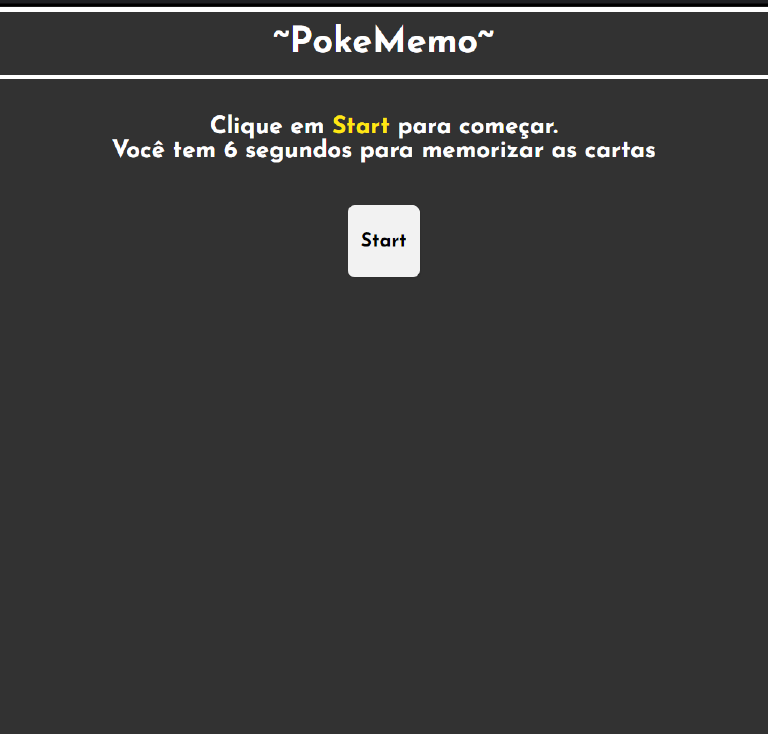 ~PokeMemo~
Clique em Start para começar.
Você tem 6 segundos para memorizar as cartas
Start